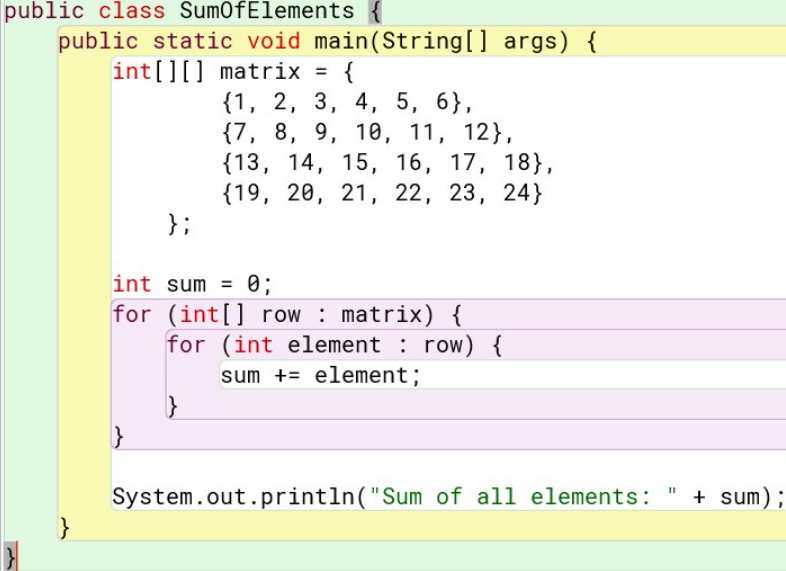 public class SumOfElements {
    public static void main(String[] args) {
        int[][] matrix = {
                {1, 2, 3, 4, 5, 6},
                {7, 8, 9, 10, 11, 12},
                {13, 14, 15, 16, 17, 18},
                {19, 20, 21, 22, 23, 24}
            };

        int sum = 0;
        for (int[] row : matrix) {
            for (int element : row) {
                sum += element;
            }
        }

        System.out.println("Sum of all elements: " + sum);
    }
}